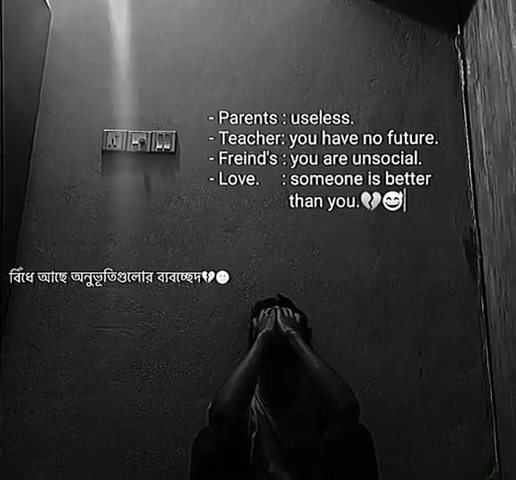 - Parents : useless.
- Teacher: you have no future.
- Freind's : you are unsocial.
- Love.    : someone is better
than you.💔😅
বিঁধে আছে অনুভূতিগুলোর ব্যবচ্ছেদ💔🙂